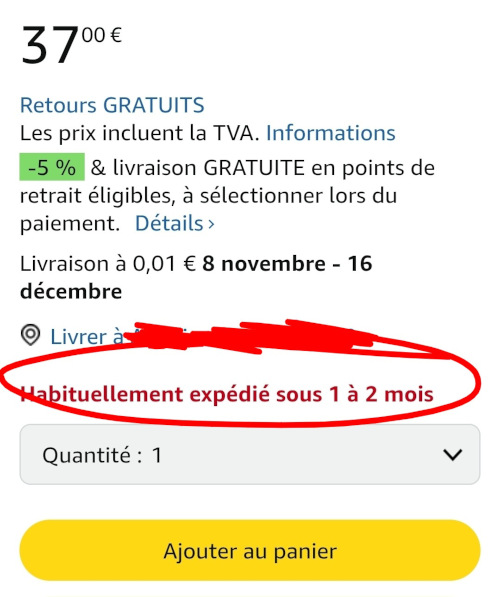 37,00 €
Retours GRATUITS
Les prix incluent la TVA. Informations
-5 % & livraison GRATUITE en points de
retrait éligibles, à sélectionner lors du
paiement. Détails ›
Livraison à 0,01 € 8 novembre - 16
décembre
Livrer à
Habituellement expédié sous 1 à 2 mois
Quantité : 1
Ajouter au panier